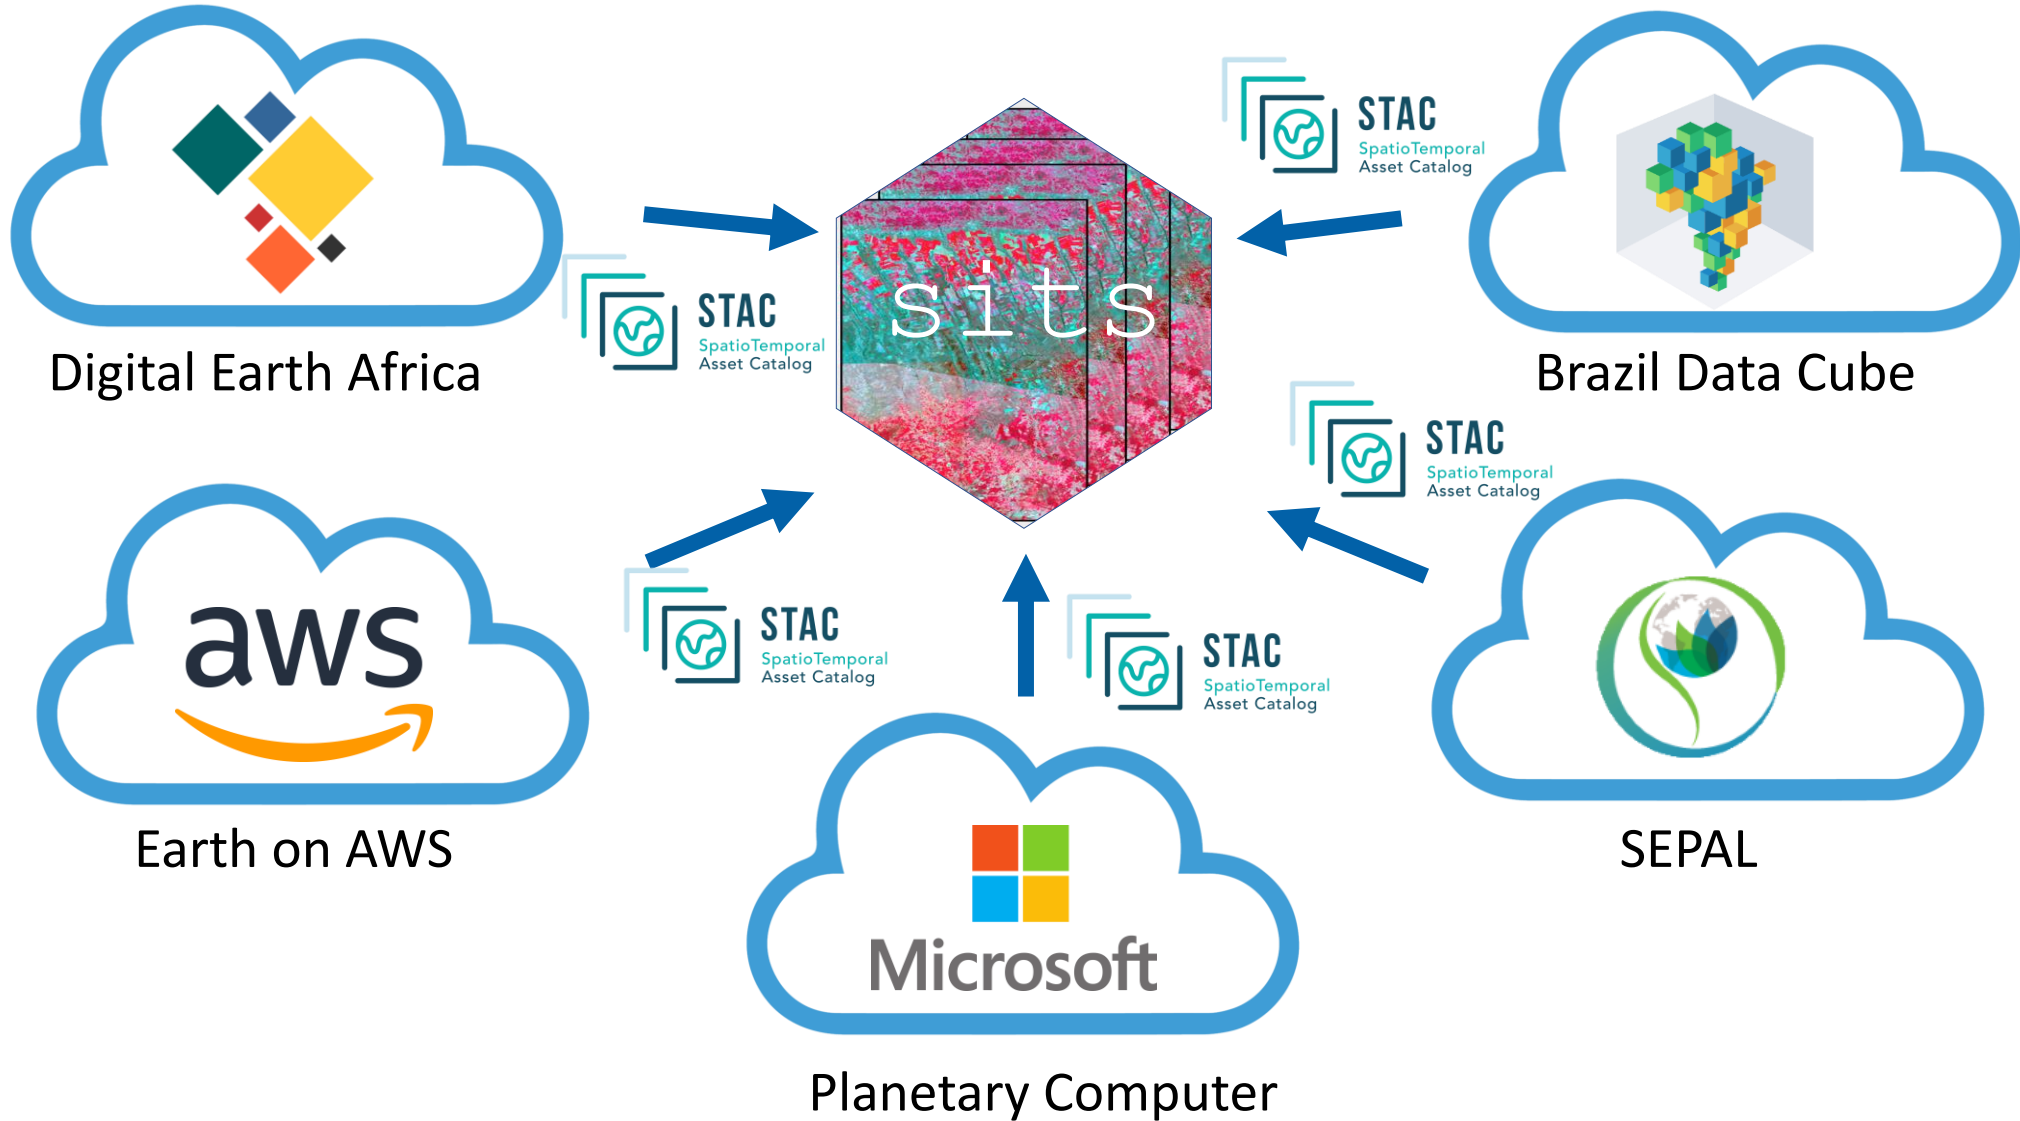 STAC
SpatioTemporal
Asset Catalog
sits
STAC
SpatioTemporal
Asset Catalog
Digital Earth Africa
Brazil Data Cube
STAC
SpatioTemporal
Asset Catalog
aws
STAC
SpatioTemporal
Asset Catalog
STAC
SpatioTemporal
Asset Catalog
Earth on AWS
SEPAL
Microsoft
Planetary Computer